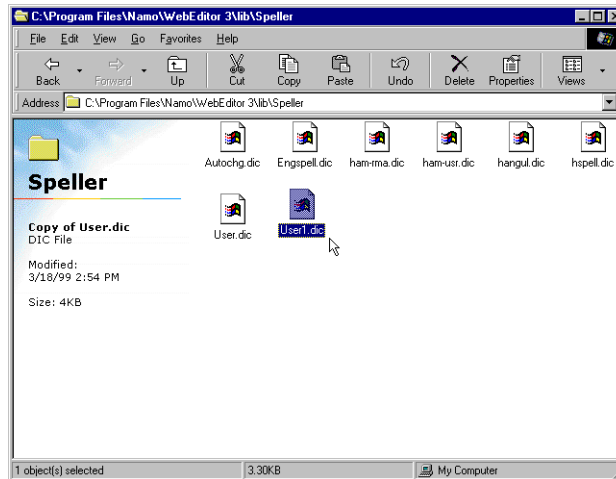 C:\Program Files\Namo\WebEditor 3\lib\Speller
File Edit View Go Favorites Help
Back Forward Up Cut Copy Paste Undo Delete Properties Views
Address C:\Program Files\Namo\WebEditor 3\lib\Speller
Autochg.dic Engspell.dic ham-rma.dic ham-usr.dic hangul.dic hspell.dic
Speller
User.dic User1.dic
Copy of User.dic
DIC File
Modified:
3/18/99 2:54 PM
Size: 4KB
1 object(s) selected 3.30KB My Computer